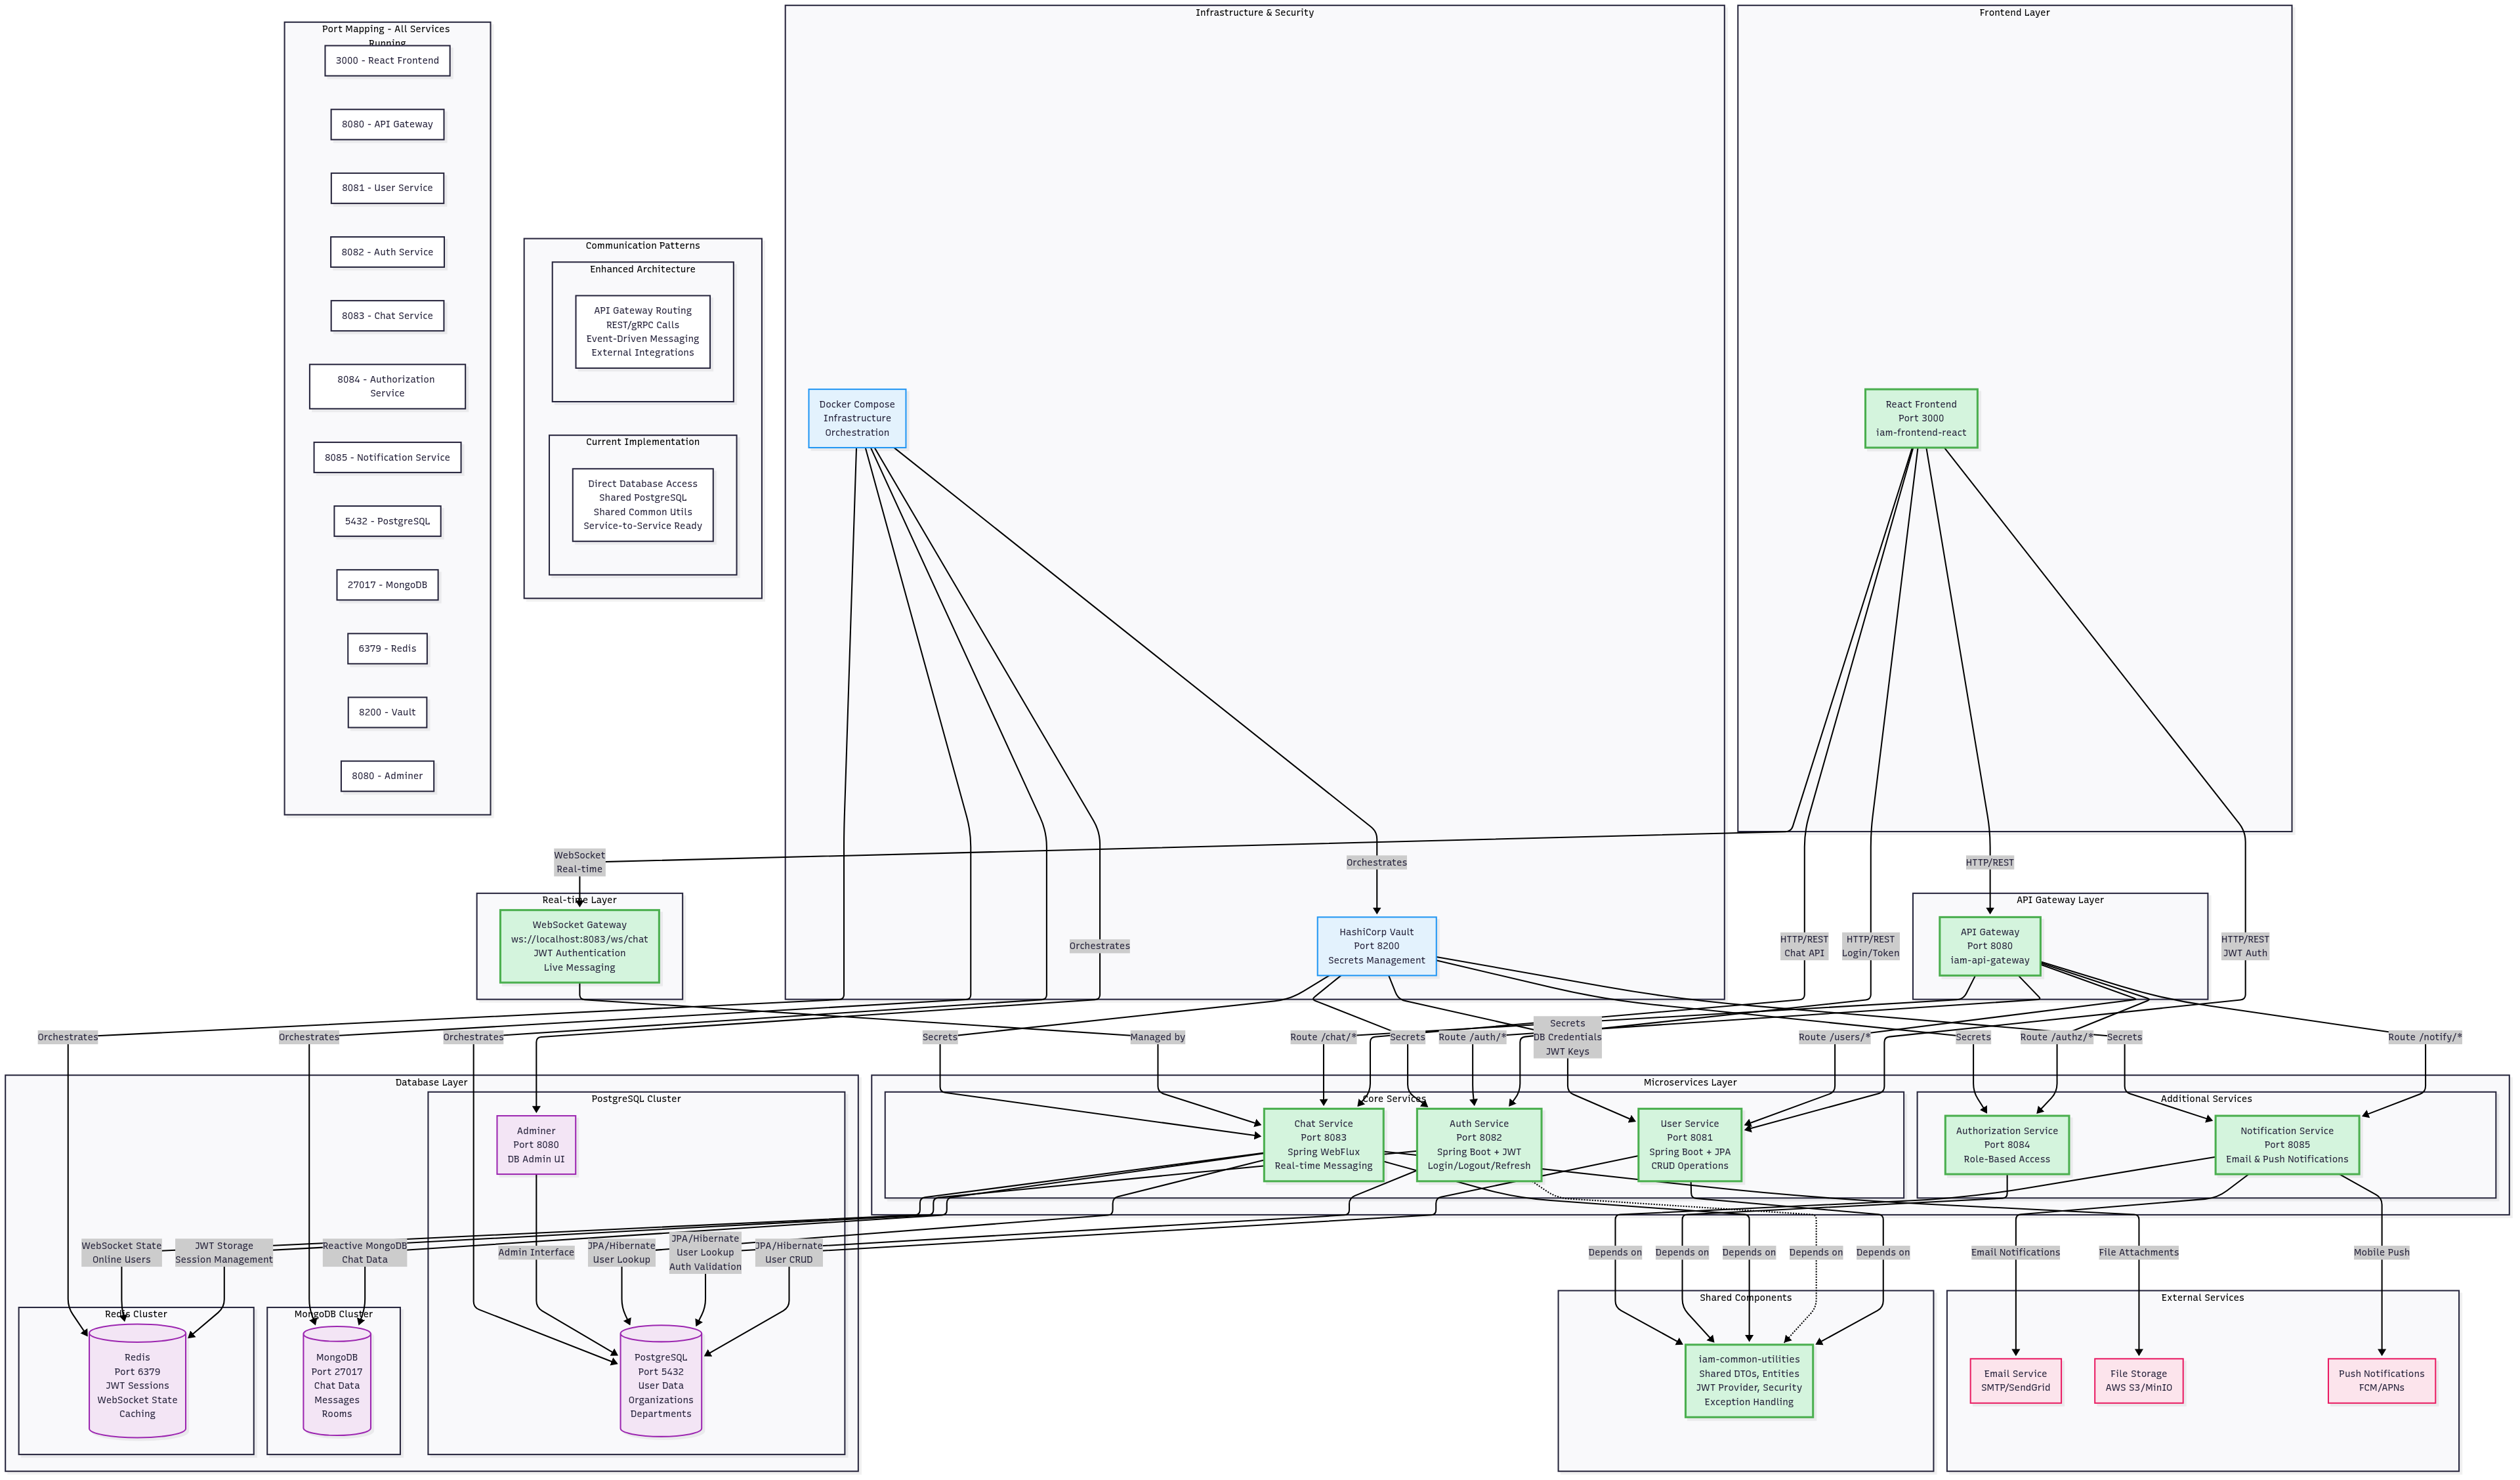 Port Mapping - All Services
Running
3000 - React Frontend
8080 - API Gateway
8081 - User Service
8082 - Auth Service
8083 - Chat Service
8084 - Authorization
Service
8085 - Notification Service
5432 - PostgreSQL
27017 - MongoDB
6379 - Redis
8200 - Vault
8080 - Adminer
Communication Patterns
Enhanced Architecture
API Gateway Routing
REST/gRPC Calls
Event-Driven Messaging
External Integrations
Current Implementation
Direct Database Access
Shared PostgreSQL
Shared Common Utils
Service-to-Service Ready
Infrastructure & Security
Docker Compose
Infrastructure
Orchestration
Orchestrates
Orchestrates
HashiCorp Vault
Port 8200
Secrets Management
Frontend Layer
React Frontend
Port 3000
iam-frontend-react
WebSocket
Real-time
HTTP/REST
HTTP/REST
Chat API
HTTP/REST
Login/Token
HTTP/REST
JWT Auth
Real-time Layer
WebSocket Gateway
ws://localhost:8083/ws/chat
JWT Authentication
Live Messaging
API Gateway Layer
API Gateway
Port 8080
iam-api-gateway
Orchestrates
Orchestrates
Orchestrates
Secrets
Managed by
Route /chat/*
Secrets
Route /auth/*
Secrets
DB Credentials
JWT Keys
Route /users/*
Secrets
Route /authz/*
Secrets
Route /notify/*
Database Layer
PostgreSQL Cluster
Adminer
Port 8080
DB Admin UI
Microservices Layer
Core Services
Chat Service
Port 8083
Spring WebFlux
Real-time Messaging
Auth Service
Port 8082
Spring Boot + JWT
Login/Logout/Refresh
User Service
Port 8081
Spring Boot + JPA
CRUD Operations
Additional Services
Authorization Service
Port 8084
Role-Based Access
Notification Service
Port 8085
Email & Push Notifications
WebSocket State
Online Users
JWT Storage
Session Management
Reactive MongoDB
Chat Data
Admin Interface
JPA/Hibernate
User Lookup
JPA/Hibernate
User Lookup
Auth Validation
JPA/Hibernate
User CRUD
Depends on
Depends on
Depends on
Depends on
Depends on
Email Notifications
File Attachments
Mobile Push
Redis Cluster
Redis
Port 6379
JWT Sessions
WebSocket State
Caching
MongoDB Cluster
MongoDB
Port 27017
Chat Data
Messages
Rooms
PostgreSQL
Port 5432
User Data
Organizations
Departments
Shared Components
iam-common-utilities
Shared DTOs, Entities
JWT Provider, Security
Exception Handling
External Services
Email Service
SMTP/SendGrid
File Storage
AWS S3/MinIO
Push Notifications
FCM/APNs